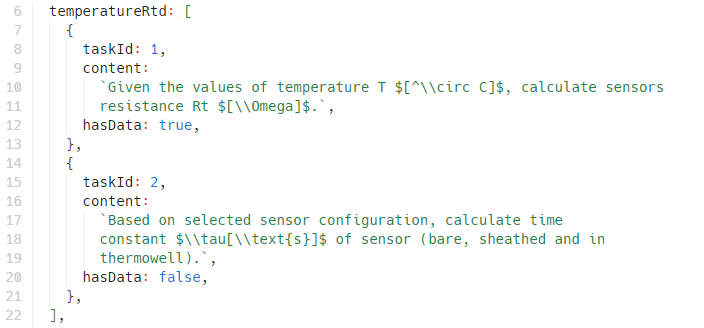 6 temperatureRtd: [
7 {
8 taskId: 1,
9 content:
10 `Given the values of temperature T $[^\\circ C]$, calculate sensors
11 resistance Rt $[\\Omega]$.`,
12 hasData: true,
13 },
14 {
15 taskId: 2,
16 content:
17 `Based on selected sensor configuration, calculate time
18 constant $\\tau[\\text{s}]$ of sensor (bare, sheathed and in
19 thermowell).`,
20 hasData: false,
21 },
22 ],